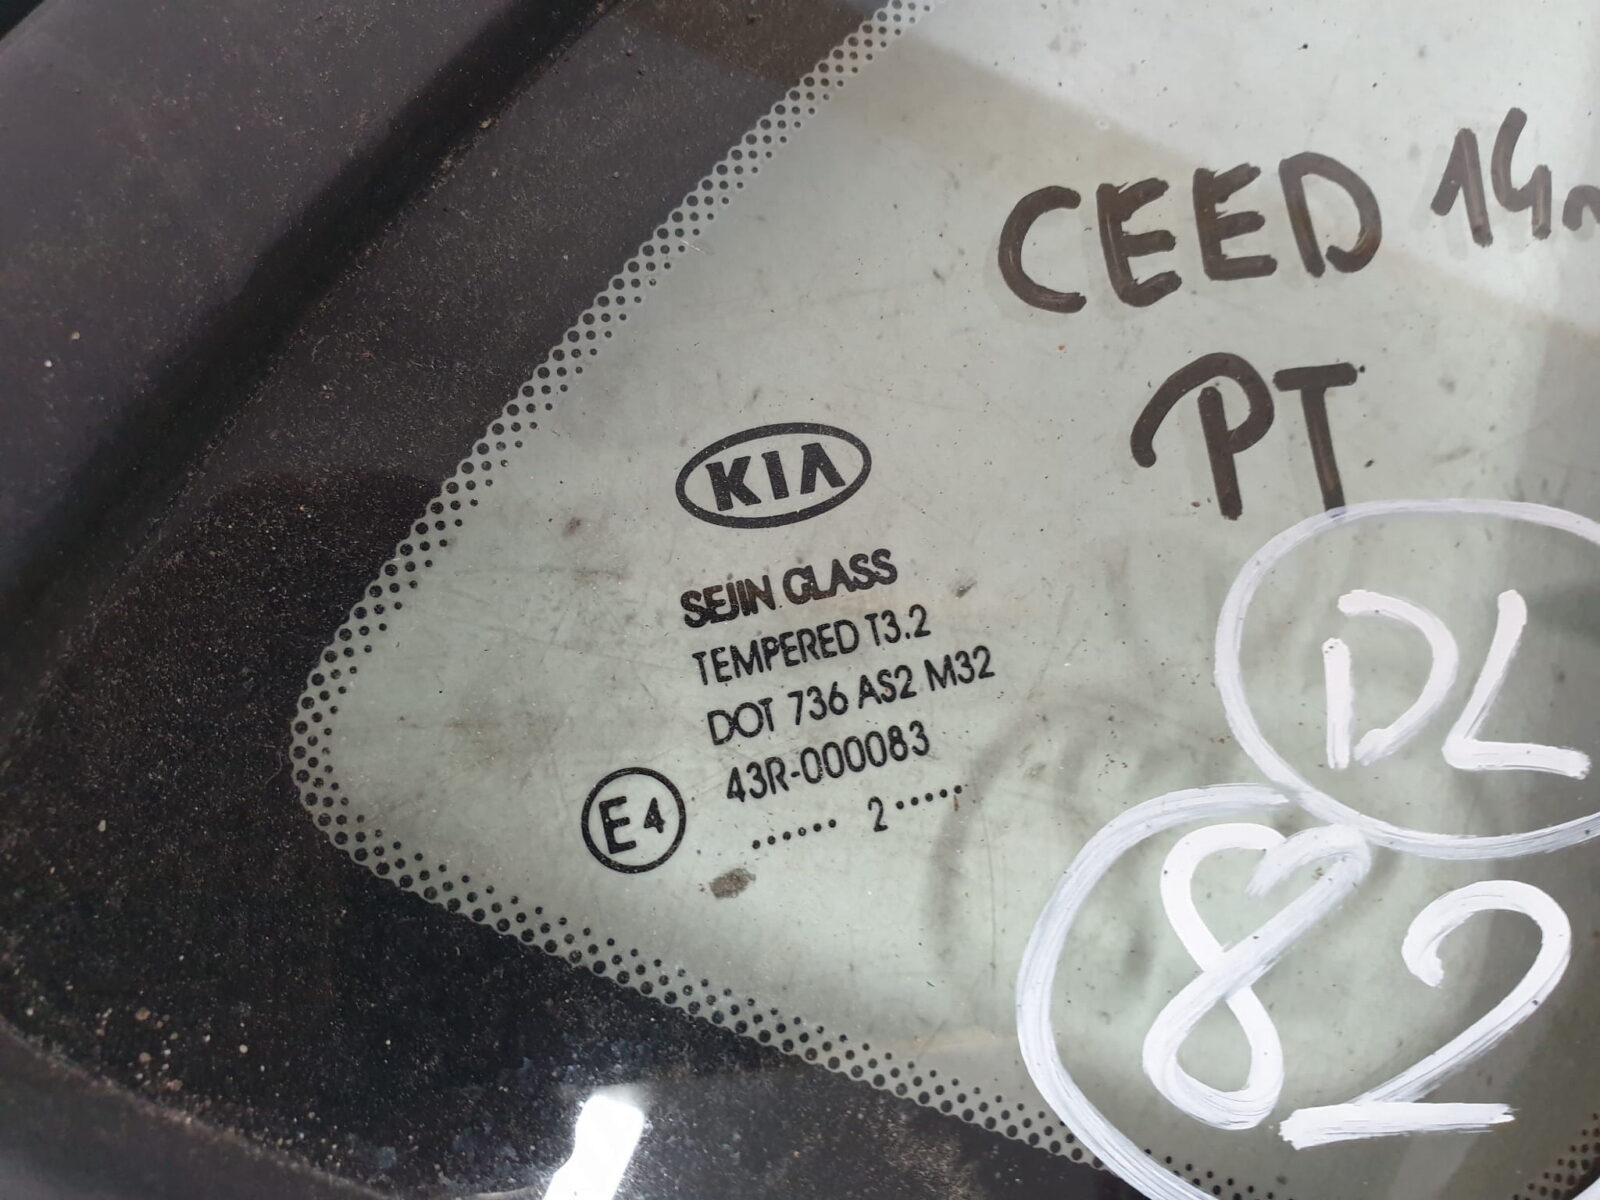 CEED 14
PT
KIA
SEJIN GLASS
TEMPERED T3.2
DOT 736 AS2 M32
43R-000083
E4
...... 2 .....
DL
82